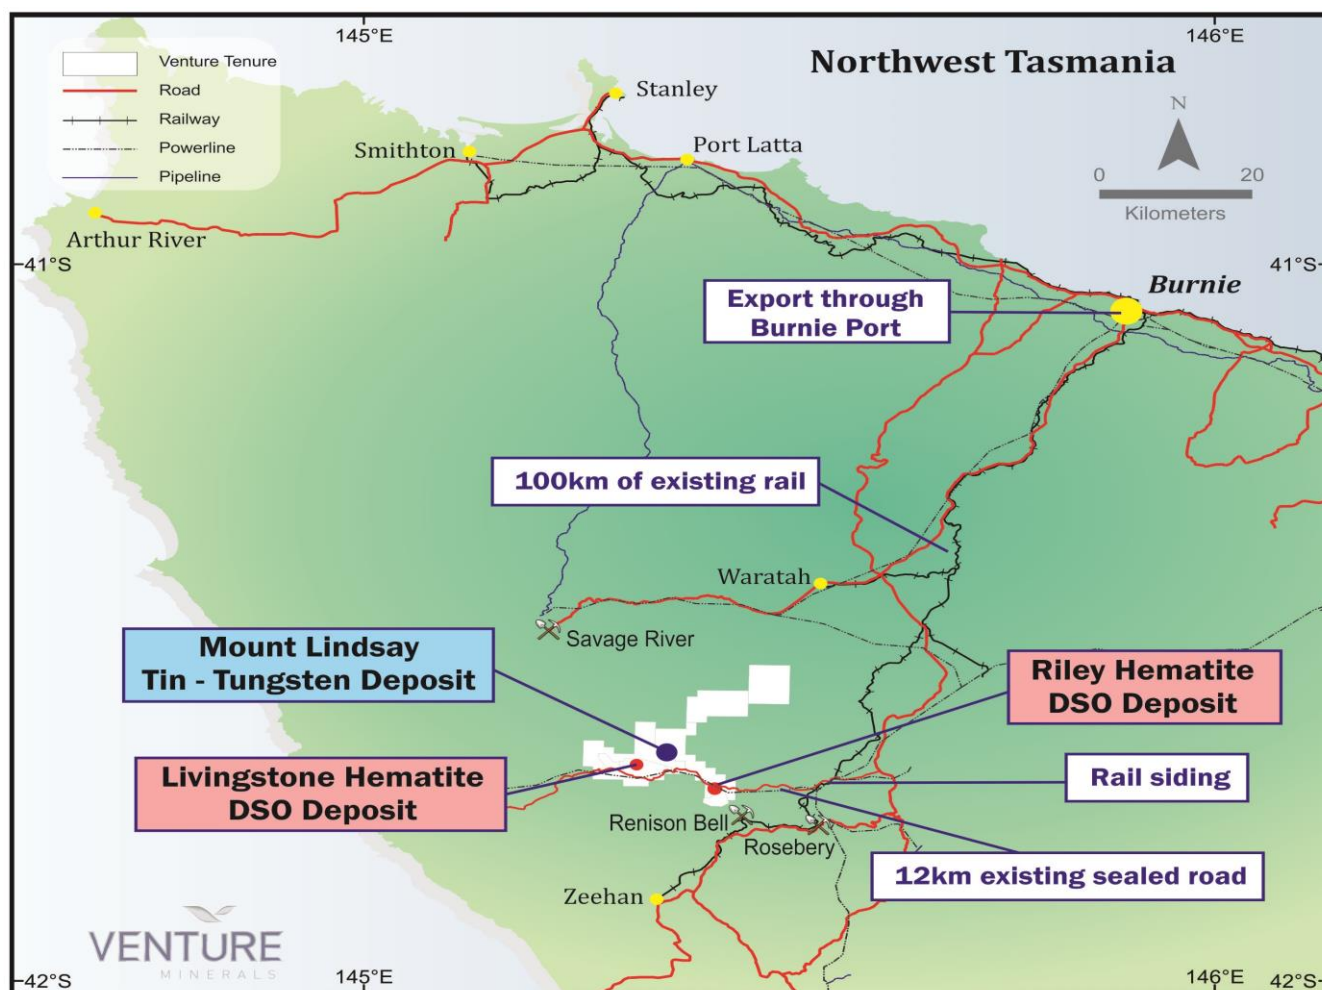 145°E
146°E
Northwest Tasmania
Venture Tenure
Road
Railway
Powerline
Pipeline
N
0 20
Kilometers
Stanley
Smithton
Port Latta
Arthur River
41°S
41°S
Burnie
Export through
Burnie Port
100km of existing rail
Waratah
Savage River
Mount Lindsay
Tin - Tungsten Deposit
Riley Hematite
DSO Deposit
Livingstone Hematite
DSO Deposit
Rail siding
Renison Bell
Rosebery
12km existing sealed road
Zeehan
VENTURE
MINERALS
42°S
145°E
146°E
42°S